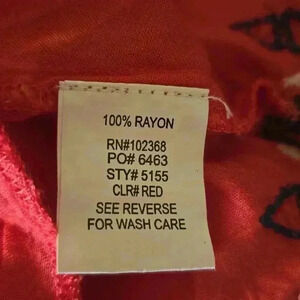 100% RAYON
RN#102368
PO# 6463
STY# 5155
CLR# RED
SEE REVERSE
FOR WASH CARE